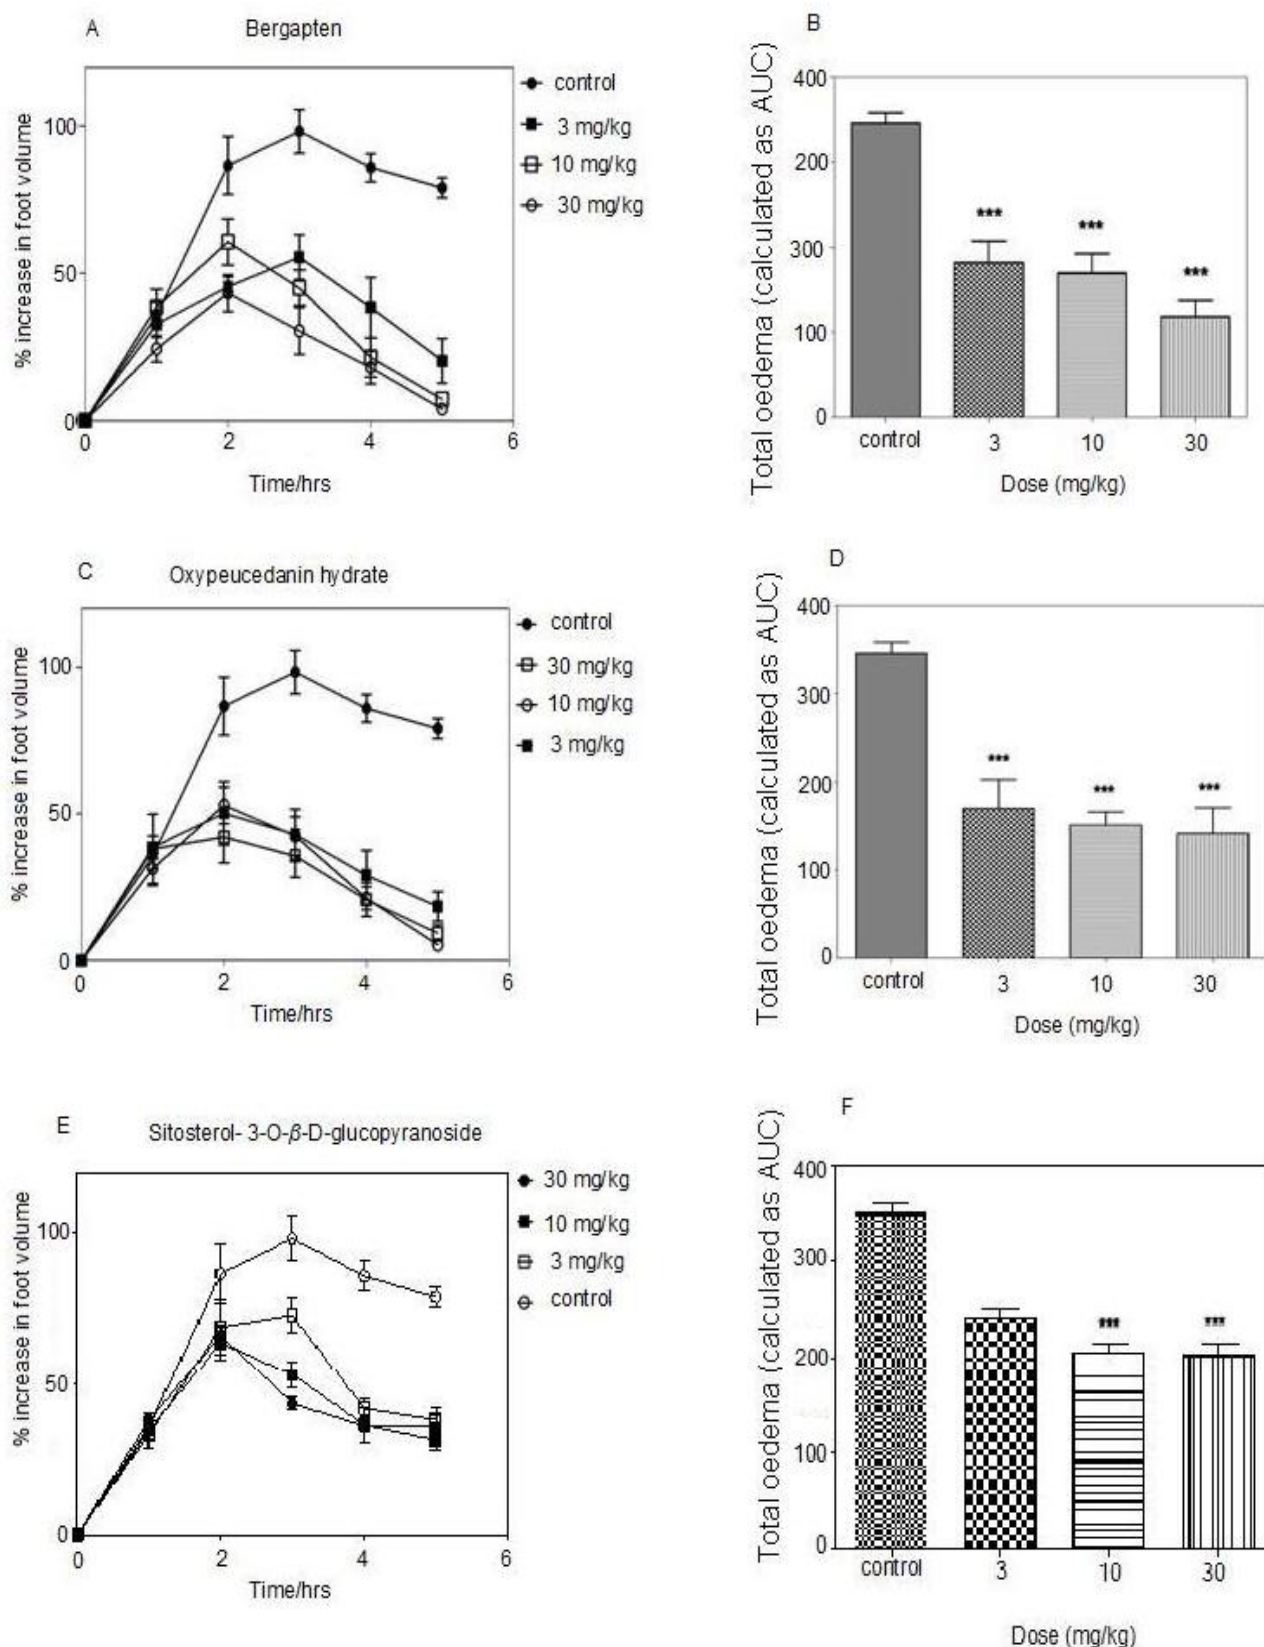 A
Bergapten
% increase in foot volume
100
50
0
0
2
4
6
Time/hrs
control
3 mg/kg
10 mg/kg
30 mg/kg
B
Total oedema (calculated as AUC)
400
200
300
100
0
***
***
***
control
3
10
30
Dose (mg/kg)
C
Oxypeucedanin hydrate
% increase in foot volume
100
50
0
0
2
4
6
Time/hrs
control
30 mg/kg
10 mg/kg
3 mg/kg
D
Total oedema (calculated as AUC)
400
300
200
100
0
***
***
***
control
3
10
30
Dose (mg/kg)
E
Sitosterol- 3-O-β-D-glucopyranoside
% increase in foot volume
100
50
0
0
2
4
6
Time/hrs
30 mg/kg
10 mg/kg
3 mg/kg
control
F
Total oedema (calculated as AUC)
400
300
200
100
0
***
***
control
3
10
30
Dose (mg/kg)